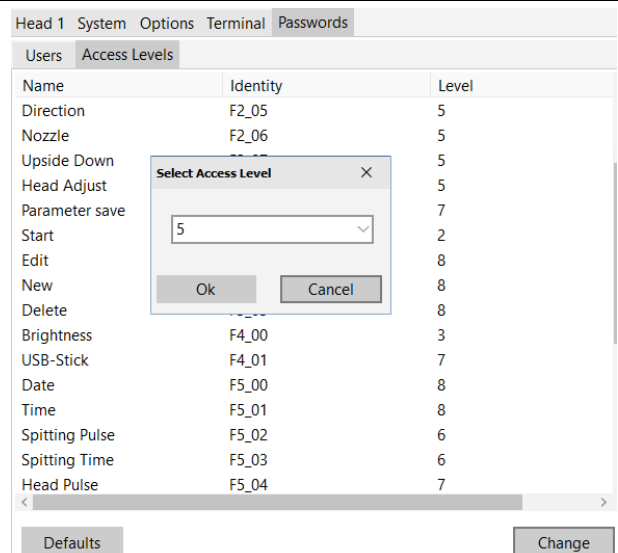 Head 1 System Options Terminal Passwords
Users Access Levels
Name Identity Level
Direction F2_05 5
Nozzle F2_06 5
Upside Down 5
Head Adjust 5
Parameter save 7
Start 2
Edit 8
New 8
Delete 8
Brightness F4_00 3
USB-Stick F4_01 7
Date F5_00 8
Time F5_01 8
Spitting Pulse F5_02 6
Spitting Time F5_03 6
Head Pulse F5_04 7
Select Access Level
5
Ok Cancel
Defaults Change